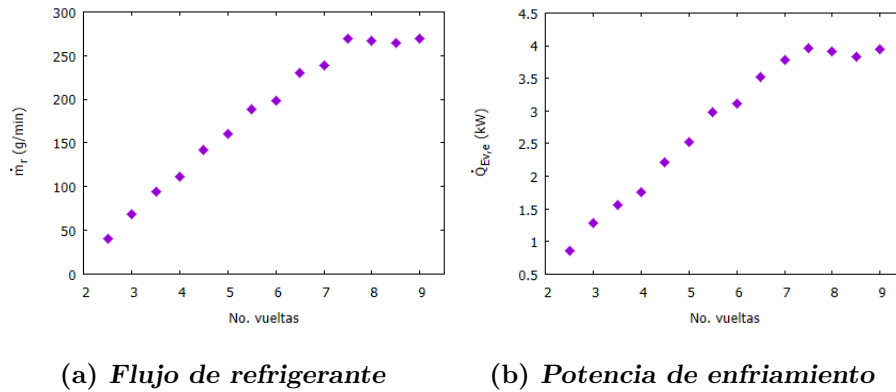 300
250
200
150
100
50
0
ṁr (g/min)
2 3 4 5 6 7 8 9
No. vueltas
4.5
4
3.5
3
2.5
2
1.5
1
0.5
Q̇Ev,e (kW)
2 3 4 5 6 7 8 9
No. vueltas
(a) Flujo de refrigerante
(b) Potencia de enfriamiento